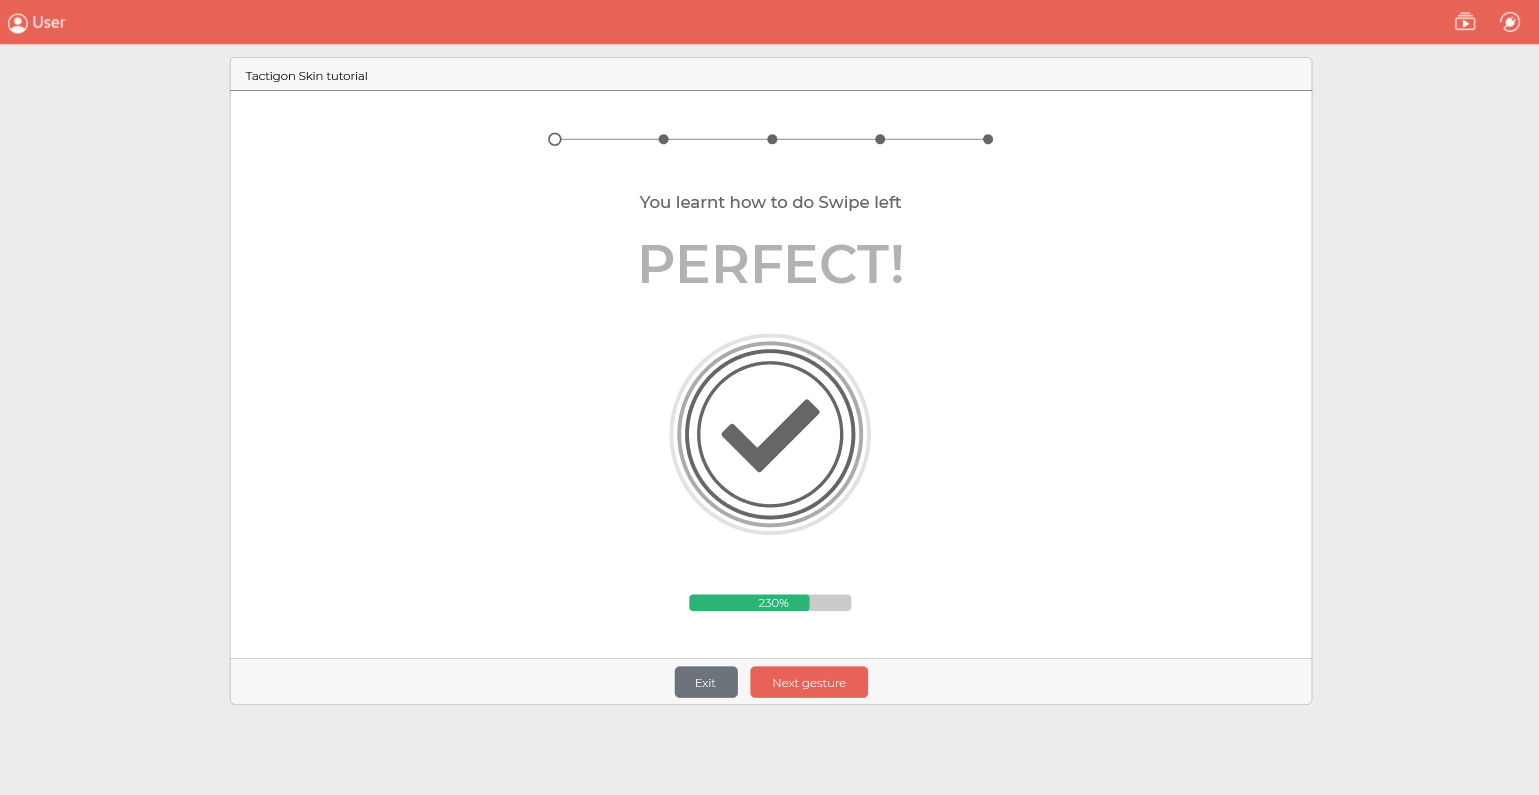 User
Tactigon Skin tutorial
You learnt how to do Swipe left
PERFECT!
230%
Exit
Next gesture